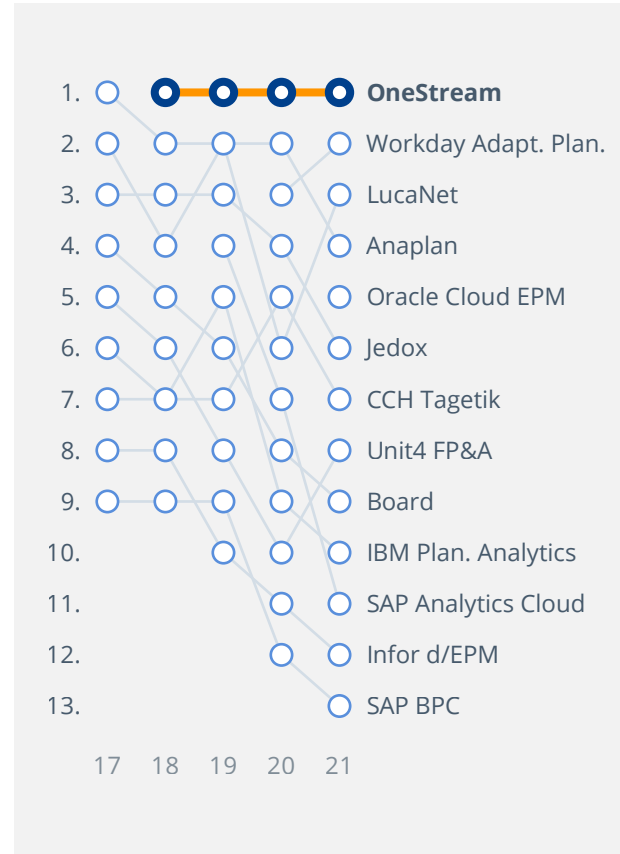 1. OneStream
2. Workday Adapt. Plan.
3. LucaNet
4. Anaplan
5. Oracle Cloud EPM
6. Jedox
7. CCH Tagetik
8. Unit4 FP&A
9. Board
10. IBM Plan. Analytics
11. SAP Analytics Cloud
12. Infor d/EPM
13. SAP BPC
17 18 19 20 21